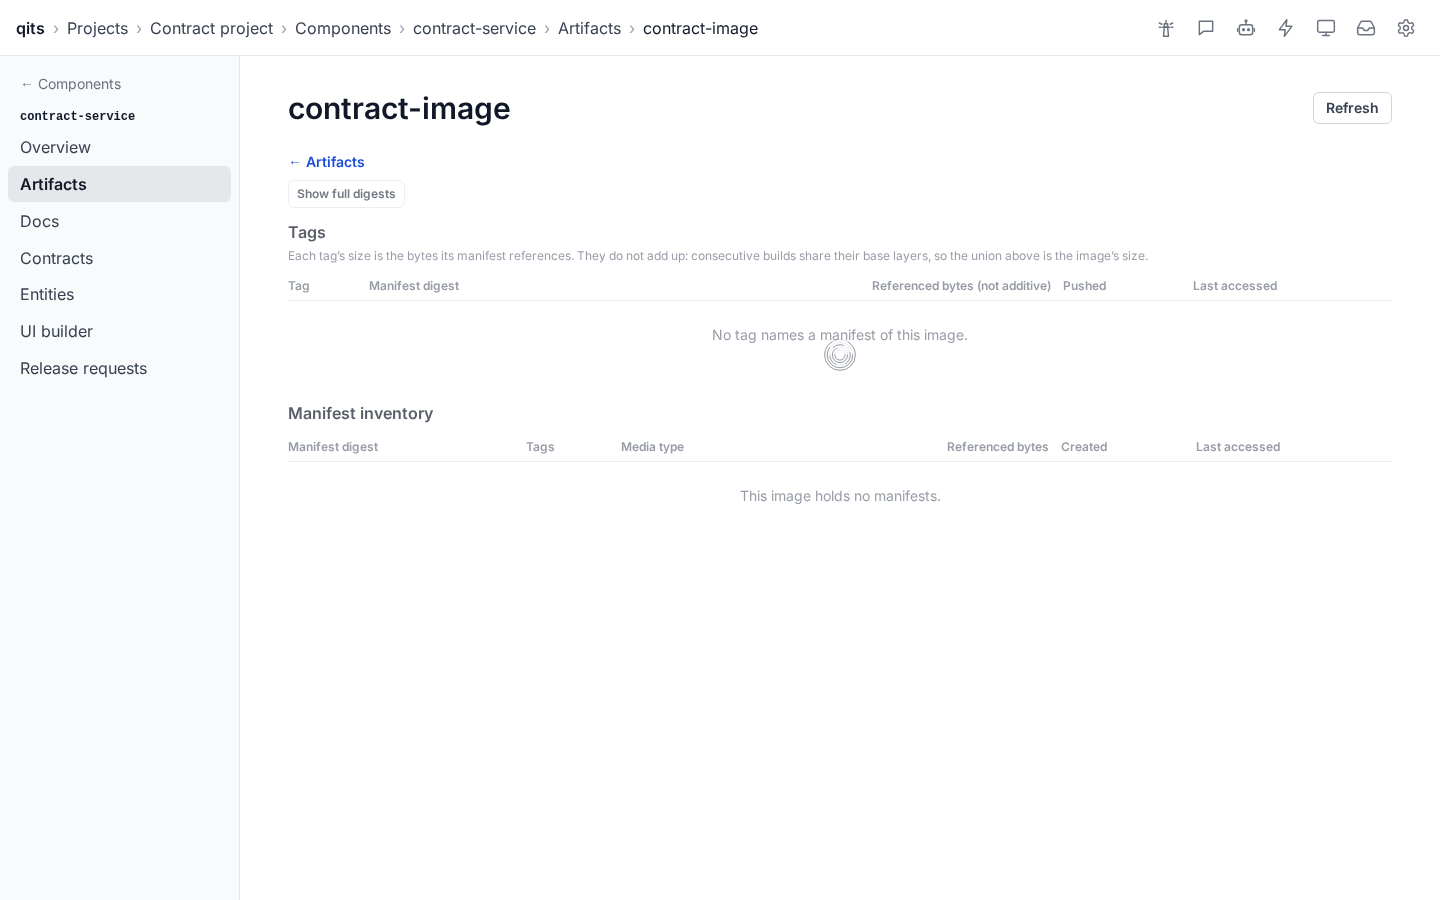 qits › Projects › Contract project › Components › contract-service › Artifacts › contract-image
← Components
contract-service
Overview
Artifacts
Docs
Contracts
Entities
UI builder
Release requests
contract-image
Refresh
← Artifacts
Show full digests
Tags
Each tag’s size is the bytes its manifest references. They do not add up: consecutive builds share their base layers, so the union above is the image’s size.
Tag Manifest digest Referenced bytes (not additive) Pushed Last accessed
No tag names a manifest of this image.
Manifest inventory
Manifest digest Tags Media type Referenced bytes Created Last accessed
This image holds no manifests.